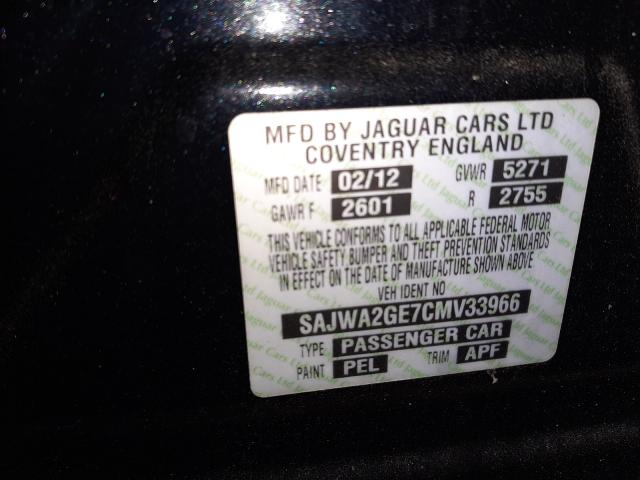 MFD BY JAGUAR CARS LTD
COVENTRY ENGLAND
MFD DATE 02/12 GVWR 5271
GAWR F 2601 R 2755
THIS VEHICLE CONFORMS TO ALL APPLICABLE FEDERAL MOTOR
VEHICLE SAFETY, BUMPER AND THEFT PREVENTION STANDARDS
IN EFFECT ON THE DATE OF MANUFACTURE SHOWN ABOVE
VEH IDENT NO
SAJWA2GE7CMV33966
TYPE PASSENGER CAR
PAINT PEL TRIM APF